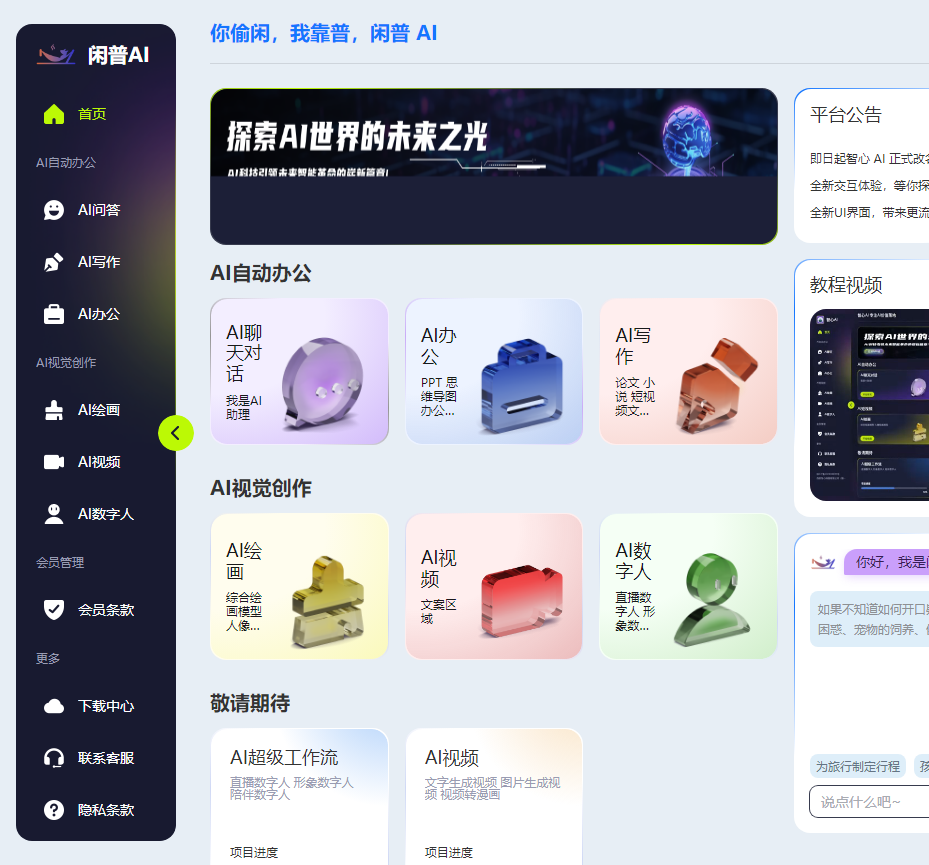 闲普AI
首页
AI自动办公
AI问答
AI写作
AI办公
AI视觉创作
AI绘画
AI视频
AI数字人
会员管理
会员条款
更多
下载中心
联系客服
隐私条款
你偷闲，我靠普，闲普 AI
探索AI世界的未来之光
AI科技引领未来智能革命的崭新篇章!
AI自动办公
AI聊
天对
话
我是AI
助理
AI办
公
PPT 思
维导图
办公...
AI写
作
论文 小
说 短视
频文...
AI视觉创作
AI绘
画
综合绘
画模型
人像...
AI视
频
文案区
域
AI数
字人
直播数
字人 形
象数...
敬请期待
AI超级工作流
直播数字人 形象数字人
陪伴数字人
项目进度
AI视频
文字生成视频 图片生成视
频 视频转漫画
项目进度
平台公告
即日起智心 AI 正式改
全新交互体验，等你探
全新UI界面，带来更流
教程视频
你好，我是
如果不知道如何开口
困惑、宠物的饲养、
为旅行制定行程
说点什么吧~